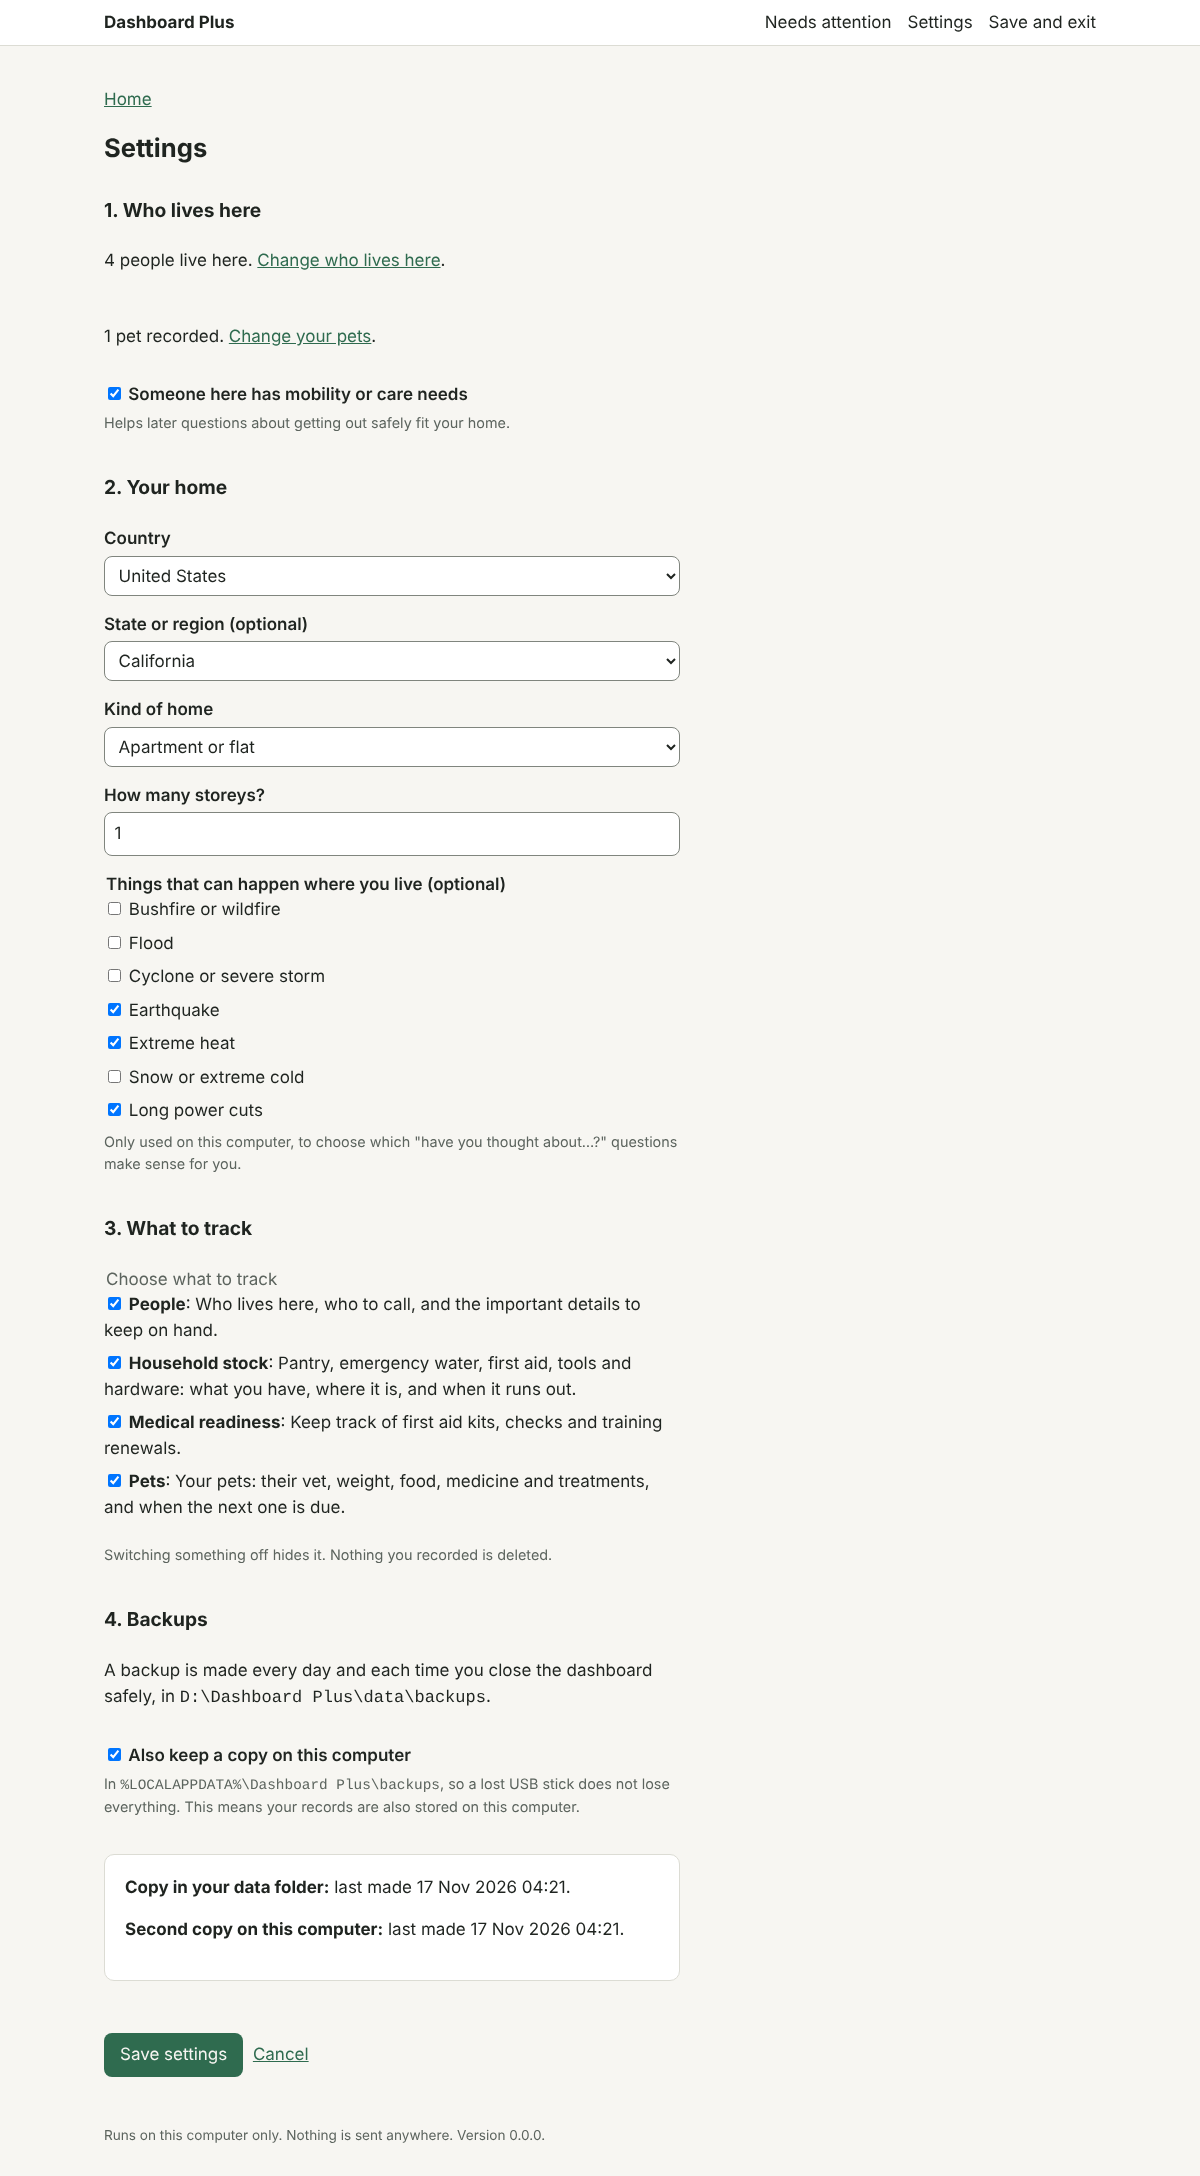 Dashboard Plus
Needs attention Settings Save and exit
Home
Settings
1. Who lives here
4 people live here. Change who lives here.
1 pet recorded. Change your pets.
Someone here has mobility or care needs
Helps later questions about getting out safely fit your home.
2. Your home
Country
United States
State or region (optional)
California
Kind of home
Apartment or flat
How many storeys?
1
Things that can happen where you live (optional)
Bushfire or wildfire
Flood
Cyclone or severe storm
Earthquake
Extreme heat
Snow or extreme cold
Long power cuts
Only used on this computer, to choose which "have you thought about...?" questions
make sense for you.
3. What to track
Choose what to track
People: Who lives here, who to call, and the important details to
keep on hand.
Household stock: Pantry, emergency water, first aid, tools and
hardware: what you have, where it is, and when it runs out.
Medical readiness: Keep track of first aid kits, checks and training
renewals.
Pets: Your pets: their vet, weight, food, medicine and treatments,
and when the next one is due.
Switching something off hides it. Nothing you recorded is deleted.
4. Backups
A backup is made every day and each time you close the dashboard
safely, in D:\Dashboard Plus\data\backups.
Also keep a copy on this computer
In %LOCALAPPDATA%\Dashboard Plus\backups, so a lost USB stick does not lose
everything. This means your records are also stored on this computer.
Copy in your data folder: last made 17 Nov 2026 04:21.
Second copy on this computer: last made 17 Nov 2026 04:21.
Save settings Cancel
Runs on this computer only. Nothing is sent anywhere. Version 0.0.0.